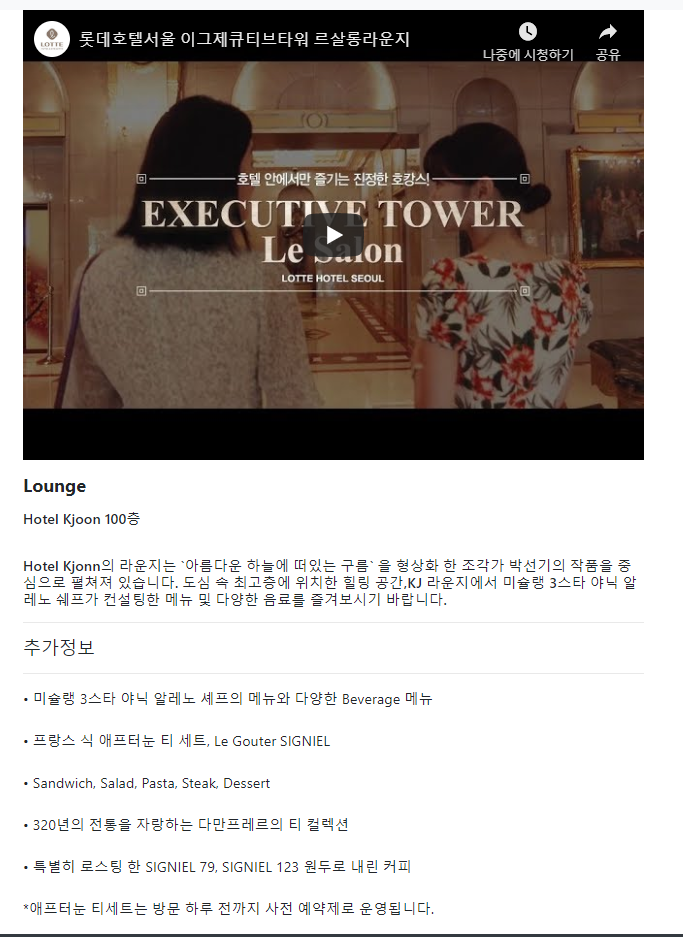 LOTTE
롯데호텔서울 이그제큐티브타워 르살롱라운지
나중에 시청하기
공유
호텔 안에서만 즐기는 진정한 호캉스!
EXECUTIVE TOWER
Le Salon
LOTTE HOTEL SEOUL
Lounge
Hotel Kjoon 100층
Hotel Kjonn의 라운지는 `아름다운 하늘에 떠있는 구름` 을 형상화 한 조각가 박선기의 작품을 중
심으로 펼쳐져 있습니다. 도심 속 최고층에 위치한 힐링 공간,KJ 라운지에서 미슐랭 3스타 야닉 알
레노 쉐프가 컨설팅한 메뉴 및 다양한 음료를 즐겨보시기 바랍니다.
추가정보
• 미슐랭 3스타 야닉 알레노 셰프의 메뉴와 다양한 Beverage 메뉴
• 프랑스 식 애프터눈 티 세트, Le Gouter SIGNIEL
• Sandwich, Salad, Pasta, Steak, Dessert
• 320년의 전통을 자랑하는 다만프레르의 티 컬렉션
• 특별히 로스팅 한 SIGNIEL 79, SIGNIEL 123 원두로 내린 커피
*애프터눈 티세트는 방문 하루 전까지 사전 예약제로 운영됩니다.